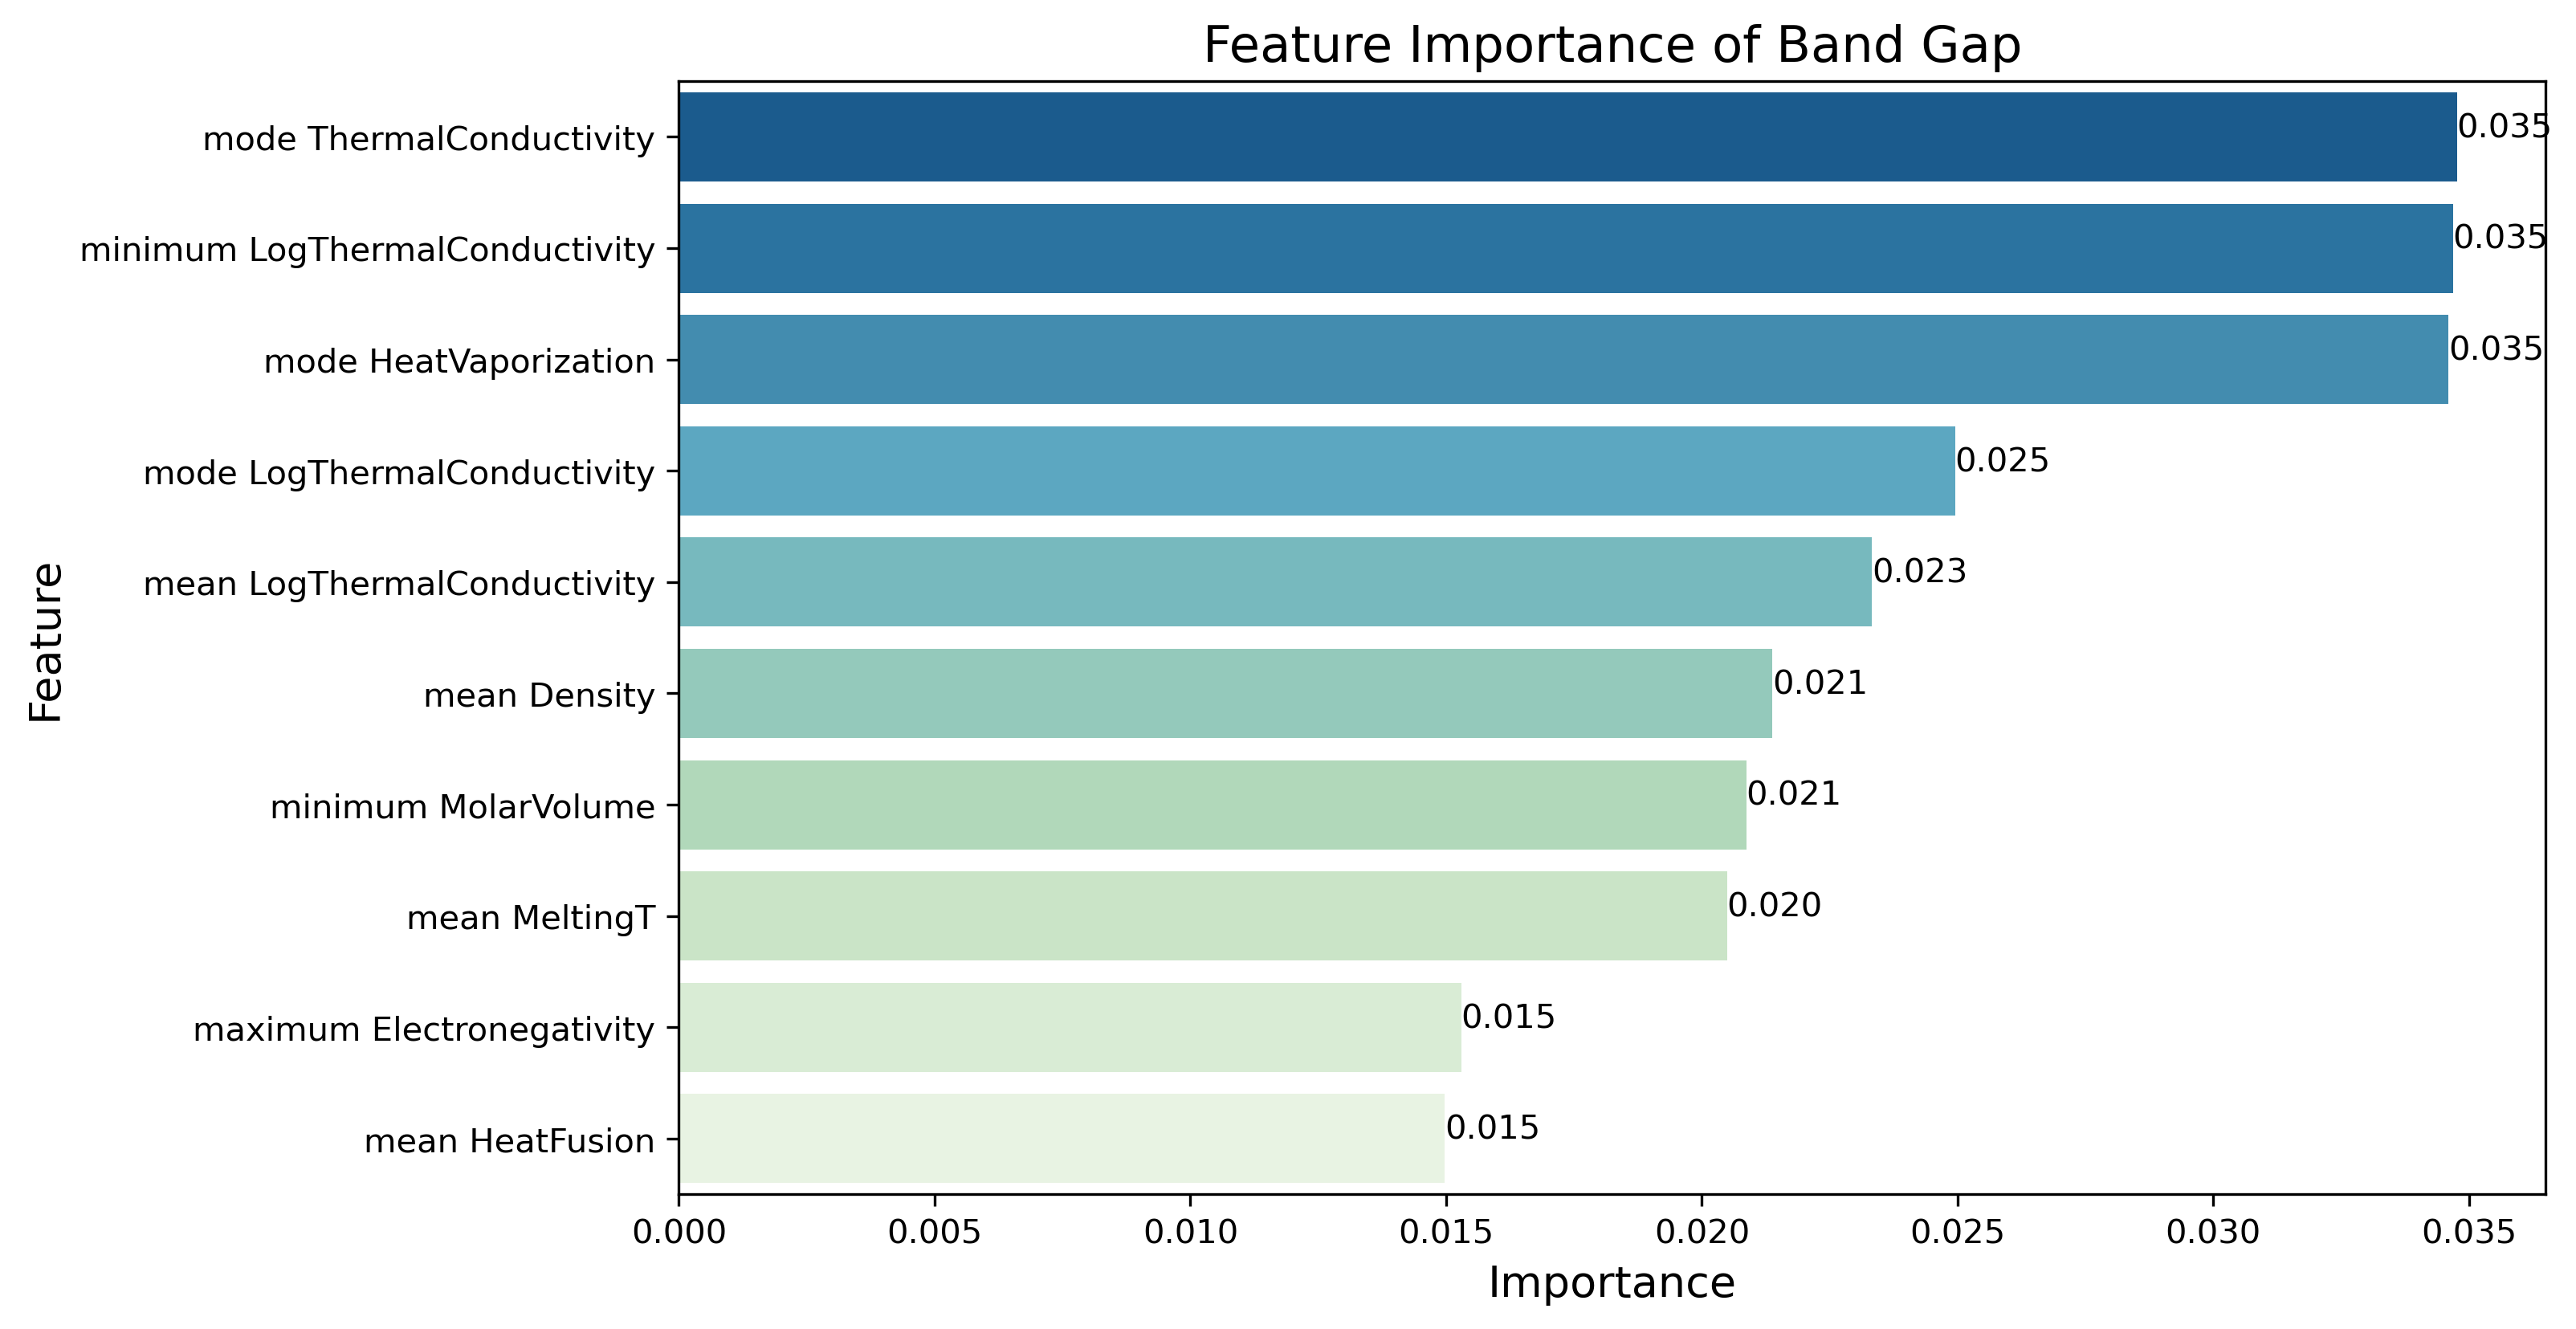 Feature Importance of Band Gap
mode ThermalConductivity
0.035
minimum LogThermalConductivity
0.035
mode HeatVaporization
0.035
mode LogThermalConductivity
0.025
mean LogThermalConductivity
0.023
mean Density
0.021
minimum MolarVolume
0.021
mean MeltingT
0.020
maximum Electronegativity
0.015
mean HeatFusion
0.015
Feature
0.000 0.005 0.010 0.015 0.020 0.025 0.030 0.035
Importance